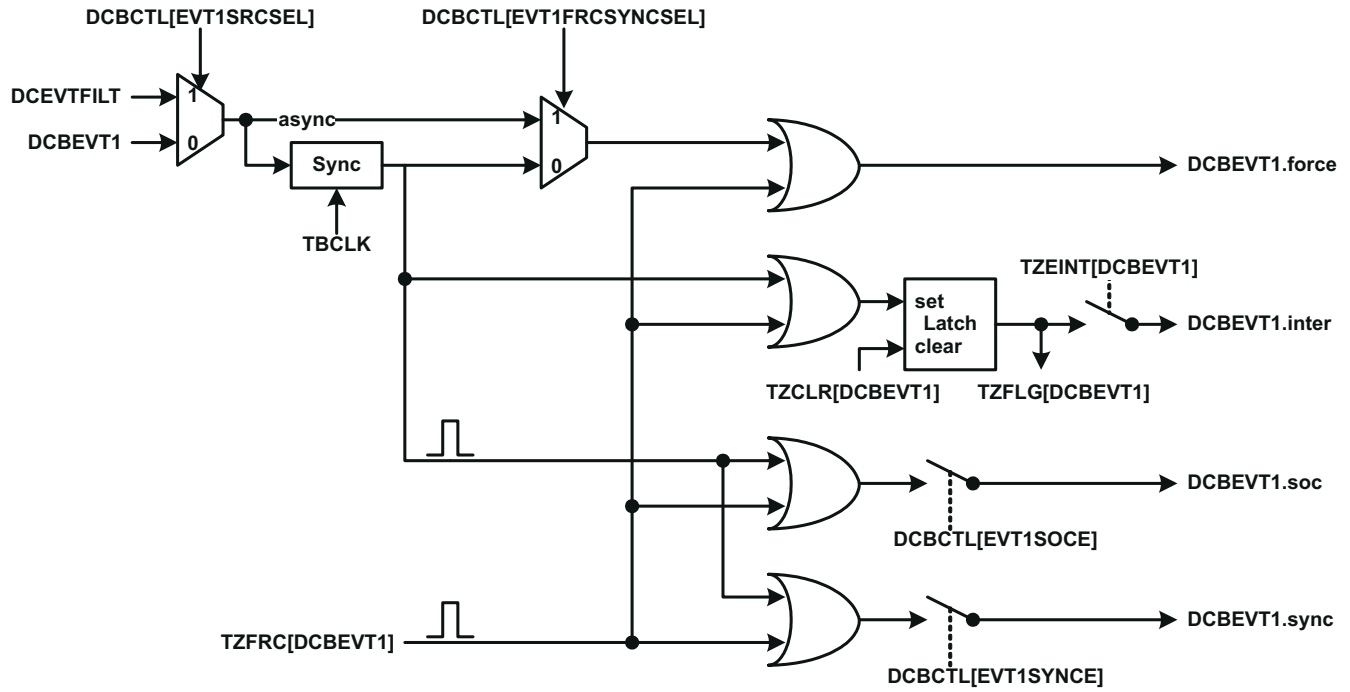 DCBCTL[EVT1SRCSEL]
DCBCTL[EVT1FRCSYNCSEL]
DCEVTFILT
1
async
1
DCBEVT1
0
Sync
0
DCBEVT1.force
TBCLK
TZEINT[DCBEVT1]
set
Latch
clear
DCBEVT1.inter
TZCLR[DCBEVT1]
TZFLG[DCBEVT1]
DCBEVT1.soc
DCBCTL[EVT1SOCE]
DCBEVT1.sync
TZFRC[DCBEVT1]
DCBCTL[EVT1SYNCE]